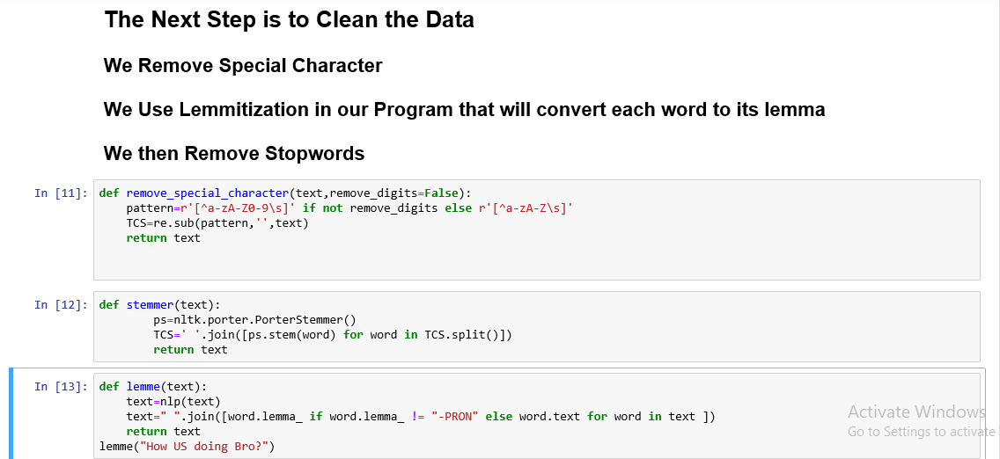 The Next Step is to Clean the Data
We Remove Special Character
We Use Lemmitization in our Program that will convert each word to its lemma
We then Remove Stopwords
In [11]: def remove_special_character(text,remove_digits=False):
    pattern=r'[^a-zA-Z0-9\s]' if not remove_digits else r'[^a-zA-Z\s]'
    TCS=re.sub(pattern,'',text)
    return text
In [12]: def stemmer(text):
        ps=nltk.porter.PorterStemmer()
        TCS=' '.join([ps.stem(word) for word in TCS.split()])
        return text
In [13]: def lemme(text):
    text=nlp(text)
    text=" ".join([word.lemma_ if word.lemma_ != "-PRON" else word.text for word in text ])
    return text
lemme("How US doing Bro?")
Activate Windows
Go to Settings to activate